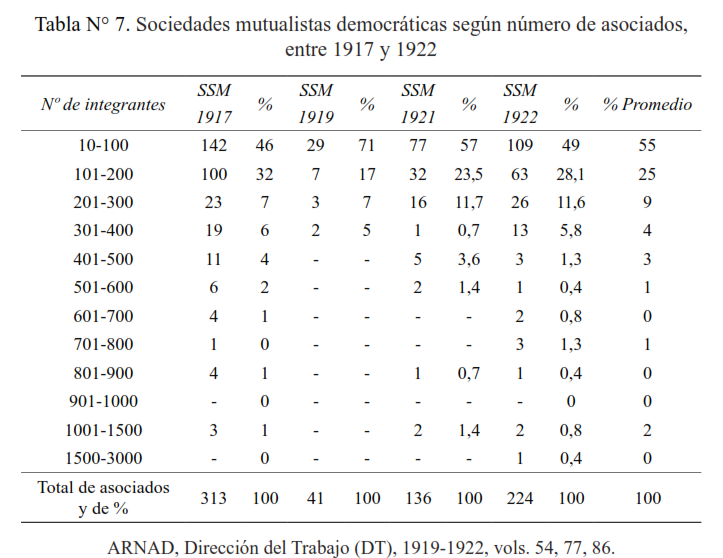 Tabla N° 7. Sociedades mutualistas democráticas según número de asociados,
entre 1917 y 1922
Nº de integrantes SSM 1917 % SSM 1919 % SSM 1921 % SSM 1922 % % Promedio
10-100 142 46 29 71 77 57 109 49 55
101-200 100 32 7 17 32 23,5 63 28,1 25
201-300 23 7 3 7 16 11,7 26 11,6 9
301-400 19 6 2 5 1 0,7 13 5,8 4
401-500 11 4 - - 5 3,6 3 1,3 3
501-600 6 2 - - 2 1,4 1 0,4 1
601-700 4 1 - - - - 2 0,8 0
701-800 1 0 - - - - 3 1,3 1
801-900 4 1 - - 1 0,7 1 0,4 0
901-1000 - 0 - - - - - 0 0
1001-1500 3 1 - - 2 1,4 2 0,8 2
1500-3000 - 0 - - - - 1 0,4 0
Total de asociados y de % 313 100 41 100 136 100 224 100 100
ARNAD, Dirección del Trabajo (DT), 1919-1922, vols. 54, 77, 86.